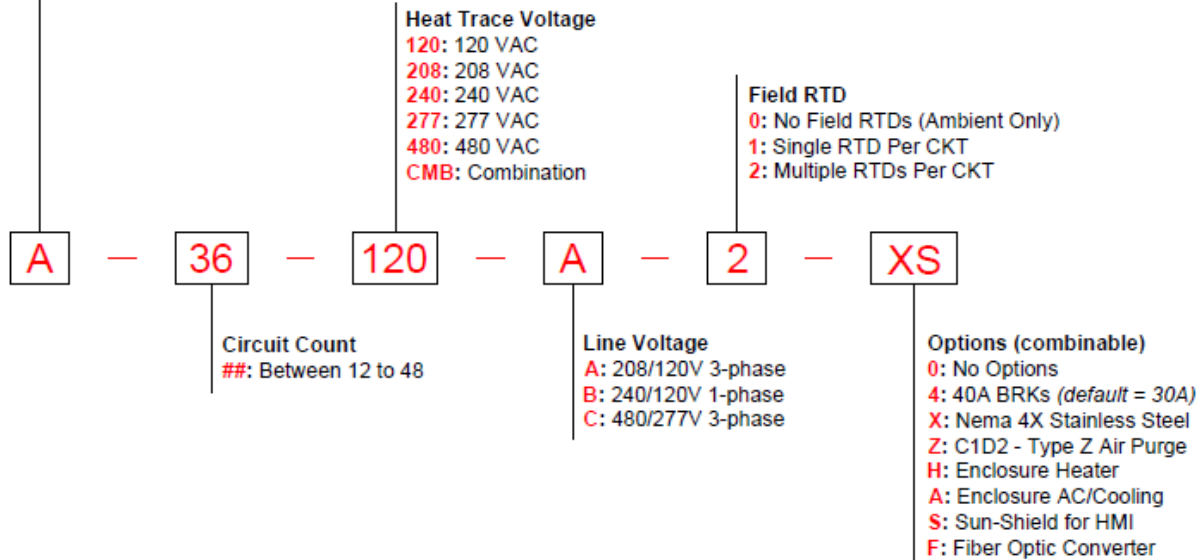 Heat Trace Voltage
120: 120 VAC
208: 208 VAC
240: 240 VAC
277: 277 VAC
480: 480 VAC
CMB: Combination
Field RTD
0: No Field RTDs (Ambient Only)
1: Single RTD Per CKT
2: Multiple RTDs Per CKT
A – 36 – 120 – A – 2 – XS
Circuit Count
##: Between 12 to 48
Line Voltage
A: 208/120V 3-phase
B: 240/120V 1-phase
C: 480/277V 3-phase
Options (combinable)
0: No Options
4: 40A BRKs (default = 30A)
X: Nema 4X Stainless Steel
Z: C1D2 - Type Z Air Purge
H: Enclosure Heater
A: Enclosure AC/Cooling
S: Sun-Shield for HMI
F: Fiber Optic Converter